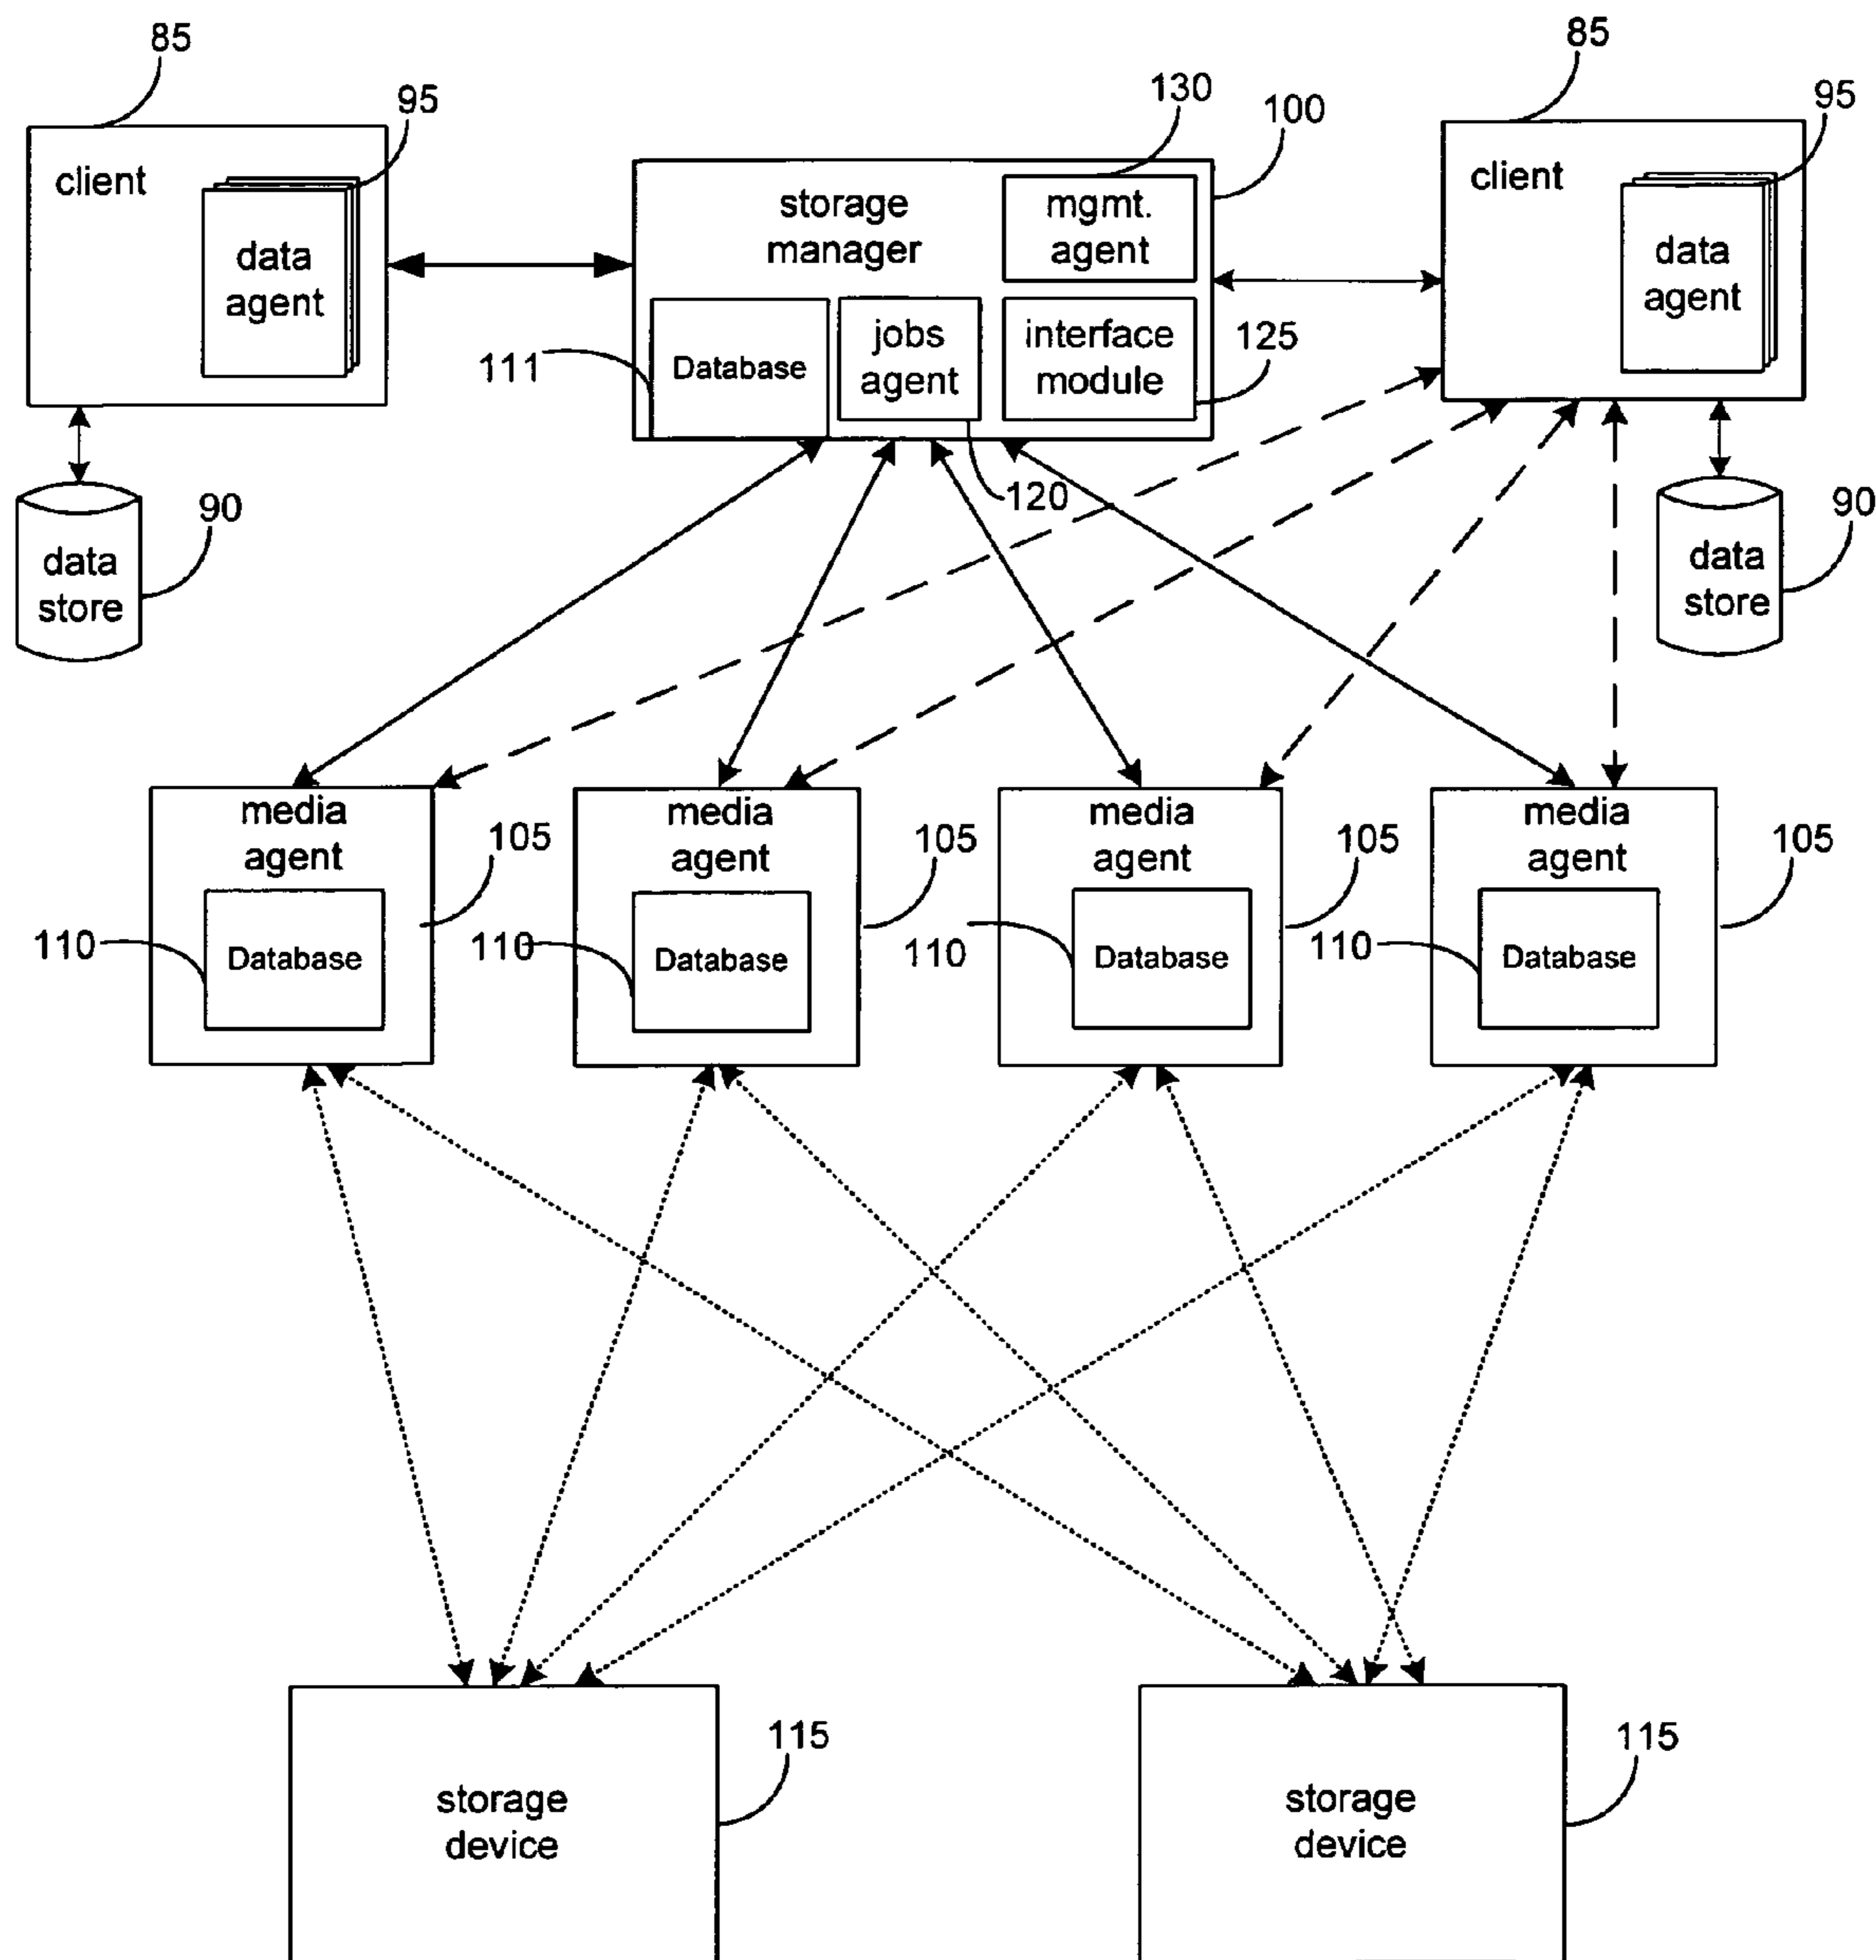 85
95
client
data
agent
130
100
storage
manager
mgmt.
agent
111
Database
jobs
agent
interface
module
125
120
85
95
client
data
agent
90
data
store
90
data
store
media
agent
105
110
Database
media
agent
105
110
Database
media
agent
105
110
Database
media
agent
105
110
Database
storage
device
115
storage
device
115